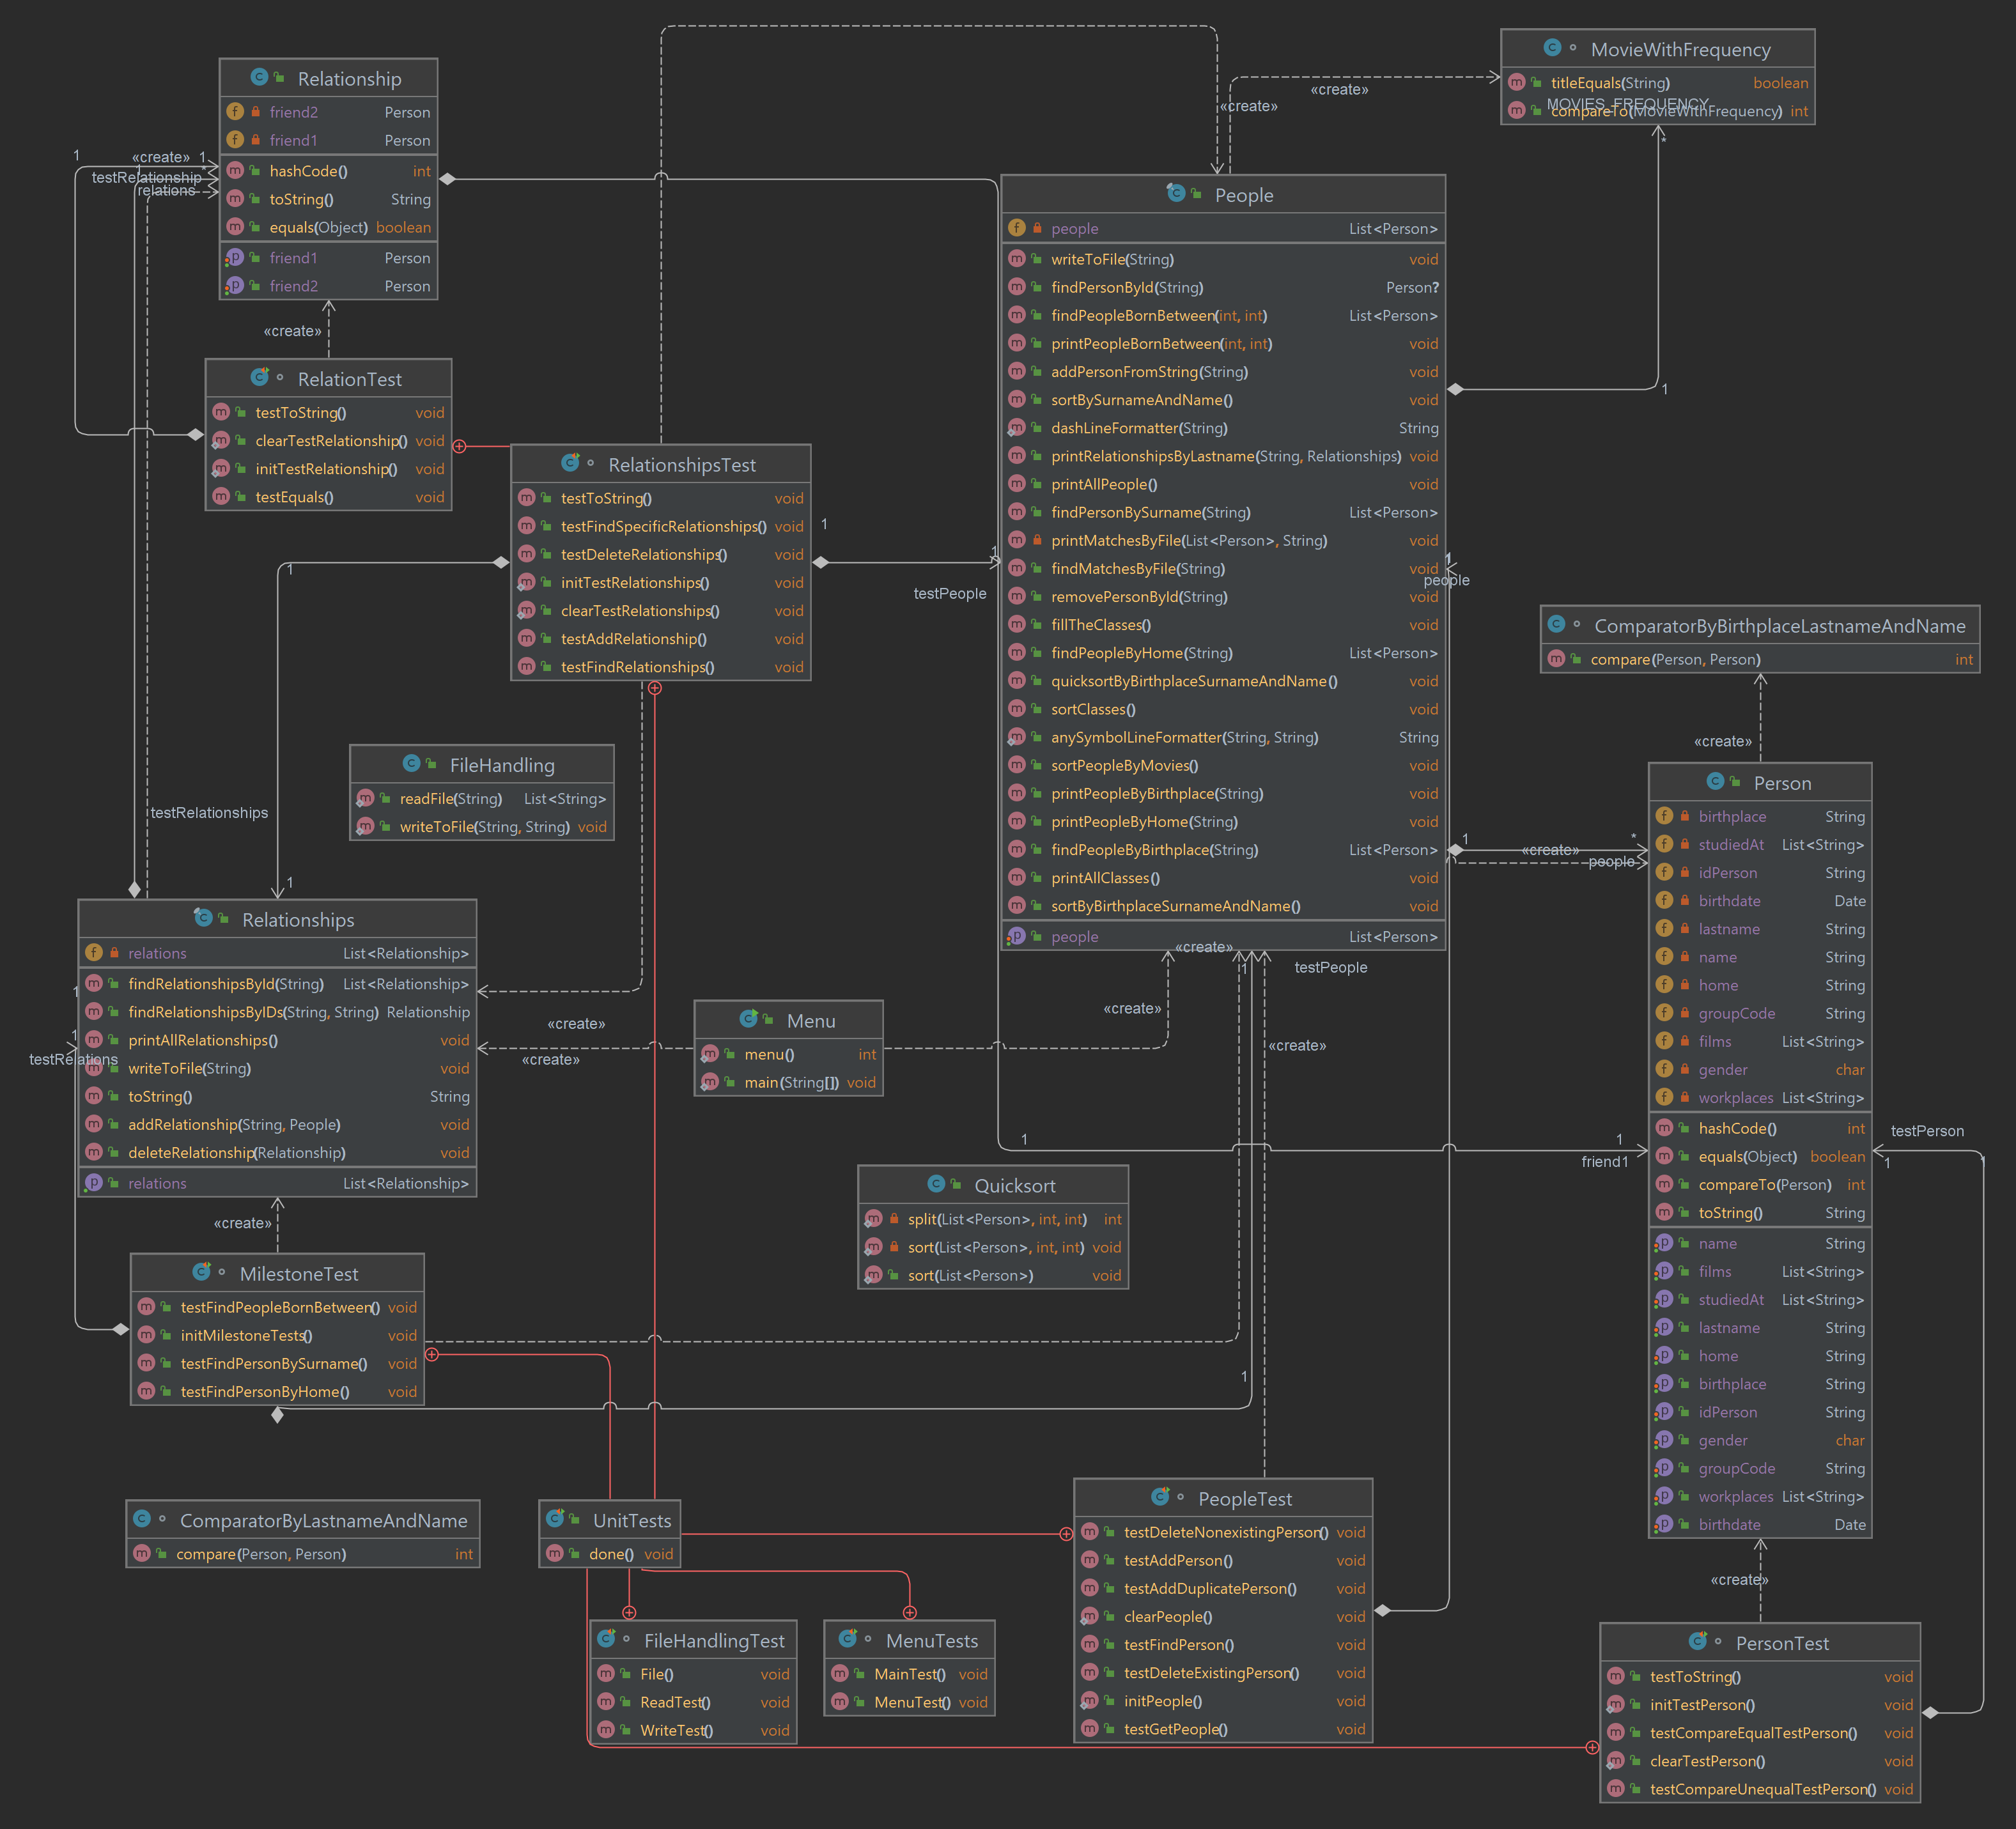 Relationship
friend2 Person
friend1 Person
hashCode() int
toString() String
equals(Object) boolean
friend1 Person
friend2 Person
1
«create» 1
testRelationship *
relations
«create»
RelationTest
testToString() void
clearTestRelationship() void
initTestRelationship() void
testEquals() void
RelationshipsTest
testToString() void
testFindSpecificRelationships() void
testDeleteRelationships() void
initTestRelationships() void
clearTestRelationships() void
testAddRelationship() void
testFindRelationships() void
1
1
1
testPeople
MovieWithFrequency
titleEquals(String) boolean
compareTo(MovieWithFrequency) int
MOVIES_FREQUENCY
*
1
«create»
«create»
People
people List<Person>
writeToFile(String) void
findPersonById(String) Person?
findPeopleBornBetween(int, int) List<Person>
printPeopleBornBetween(int, int) void
addPersonFromString(String) void
sortBySurnameAndName() void
dashLineFormatter(String) String
printRelationshipsByLastname(String, Relationships) void
printAllPeople() void
findPersonBySurname(String) List<Person>
printMatchesByFile(List<Person>, String) void
findMatchesByFile(String) void
removePersonById(String) void
fillTheClasses() void
findPeopleByHome(String) List<Person>
quicksortByBirthplaceSurnameAndName() void
sortClasses() void
anySymbolLineFormatter(String, String) String
sortPeopleByMovies() void
printPeopleByBirthplace(String) void
printPeopleByHome(String) void
findPeopleByBirthplace(String) List<Person>
printAllClasses() void
sortByBirthplaceSurnameAndName() void
people List<Person>
1
people
ComparatorByBirthplaceLastnameAndName
compare(Person, Person) int
«create»
Person
birthplace String
studiedAt List<String>
idPerson String
birthdate Date
lastname String
name String
home String
groupCode String
films List<String>
gender char
workplaces List<String>
hashCode() int
equals(Object) boolean
compareTo(Person) int
toString() String
name String
films List<String>
studiedAt List<String>
lastname String
home String
birthplace String
idPerson String
gender char
groupCode String
workplaces List<String>
birthdate Date
1 *
«create»
people
FileHandling
readFile(String) List<String>
writeToFile(String, String) void
testRelationships
1
Relationships
relations List<Relationship>
findRelationshipsById(String) List<Relationship>
findRelationshipsByIDs(String, String) Relationship
printAllRelationships() void
writeToFile(String) void
toString() String
addRelationship(String, People) void
deleteRelationship(Relationship) void
relations List<Relationship>
1
1
testRelations
«create»
«create»
«create»
Menu
menu() int
main(String[]) void
«create»
«create»
1
testPeople
«create»
1 1
friend1
testPerson
1
Quicksort
split(List<Person>, int, int) int
sort(List<Person>, int, int) void
sort(List<Person>) void
MilestoneTest
testFindPeopleBornBetween() void
initMilestoneTests() void
testFindPersonBySurname() void
testFindPersonByHome() void
1
ComparatorByLastnameAndName
compare(Person, Person) int
UnitTests
done() void
FileHandlingTest
File() void
ReadTest() void
WriteTest() void
MenuTests
MainTest() void
MenuTest() void
PeopleTest
testDeleteNonexistingPerson() void
testAddPerson() void
testAddDuplicatePerson() void
clearPeople() void
testFindPerson() void
testDeleteExistingPerson() void
initPeople() void
testGetPeople() void
«create»
PersonTest
testToString() void
initTestPerson() void
testCompareEqualTestPerson() void
clearTestPerson() void
testCompareUnequalTestPerson() void